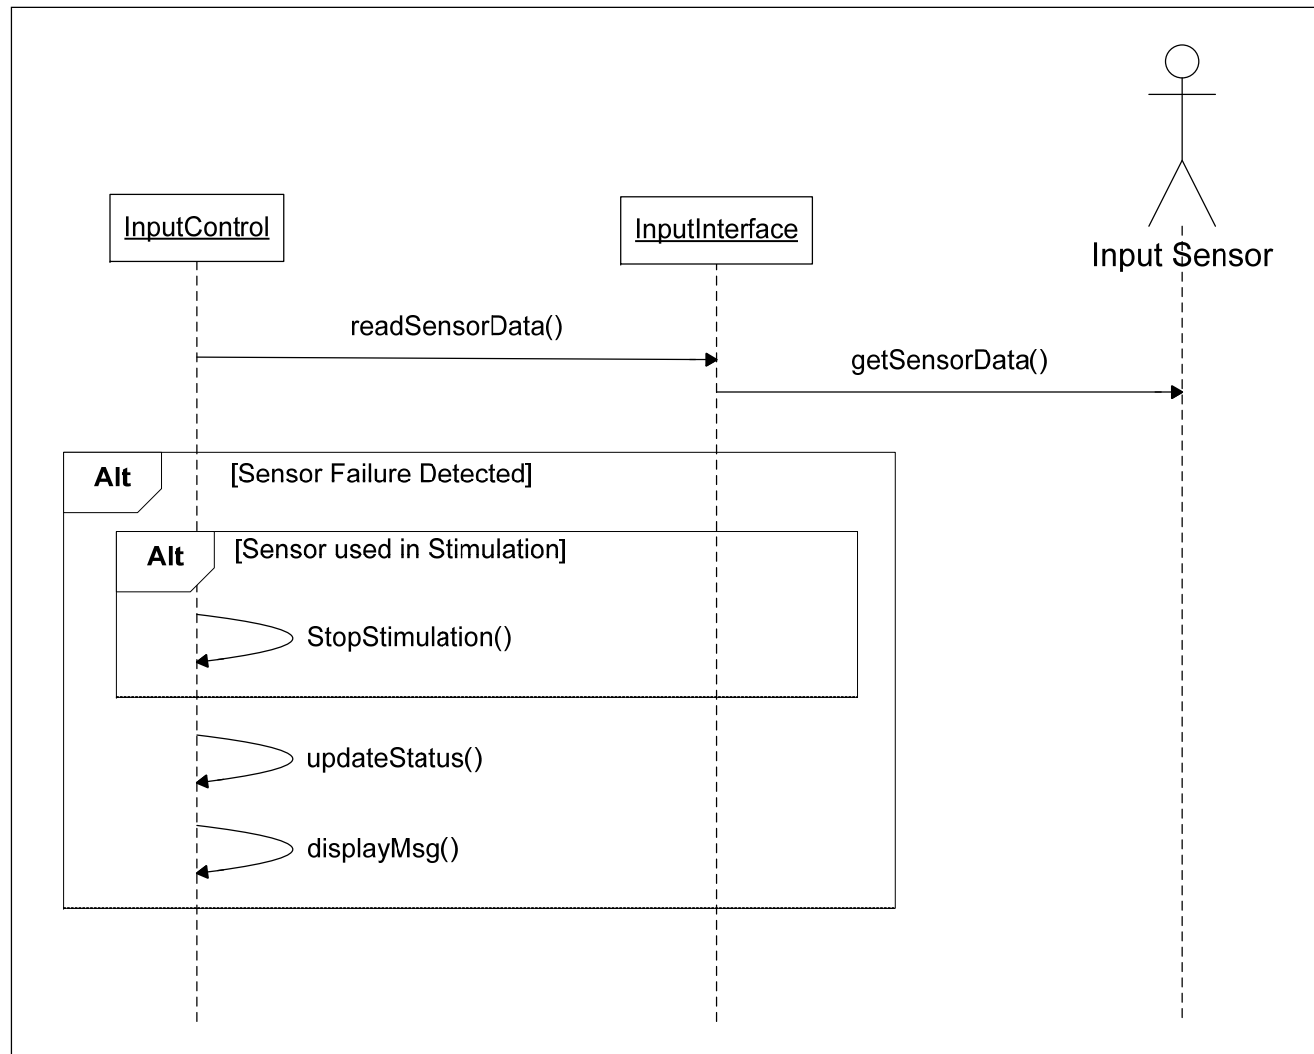 InputControl
InputInterface
Input Sensor
readSensorData()
getSensorData()
Alt
[Sensor Failure Detected]
Alt
[Sensor used in Stimulation]
StopStimulation()
updateStatus()
displayMsg()